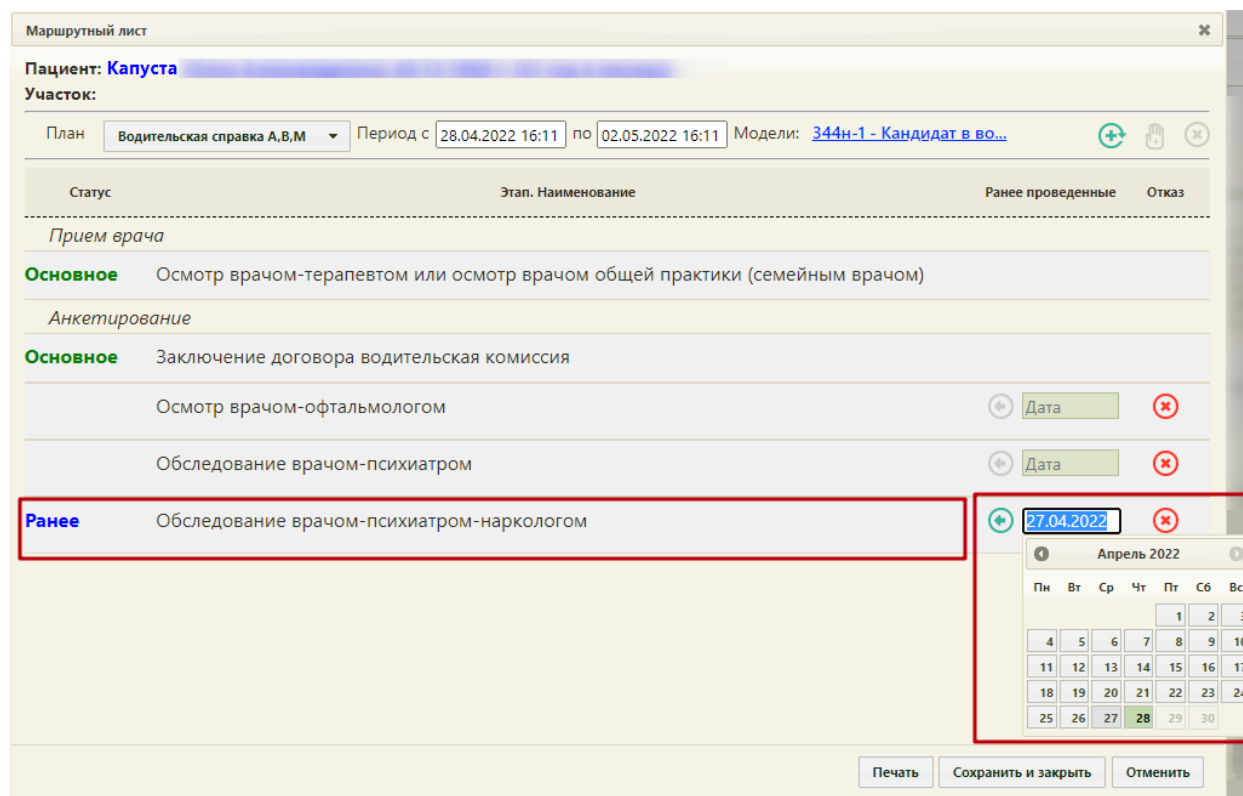 Маршрутный лист
Пациент: Капуста
Участок:
План Водительская справка А,В,М Период с 28.04.2022 16:11 по 02.05.2022 16:11 Модели: 344н-1 - Кандидат в во...
Статус Этап. Наименование Ранее проведенные Отказ
Прием врача
Основное Осмотр врачом-терапевтом или осмотр врачом общей практики (семейным врачом)
Анкетирование
Основное Заключение договора водительская комиссия
Осмотр врачом-офтальмологом Дата
Обследование врачом-психиатром Дата
Ранее Обследование врачом-психиатром-наркологом 27.04.2022
Апрель 2022
Пн Вт Ср Чт Пт Сб Вс
1 2 3
4 5 6 7 8 9 10
11 12 13 14 15 16 17
18 19 20 21 22 23 24
25 26 27 28 29 30
Печать Сохранить и закрыть Отменить